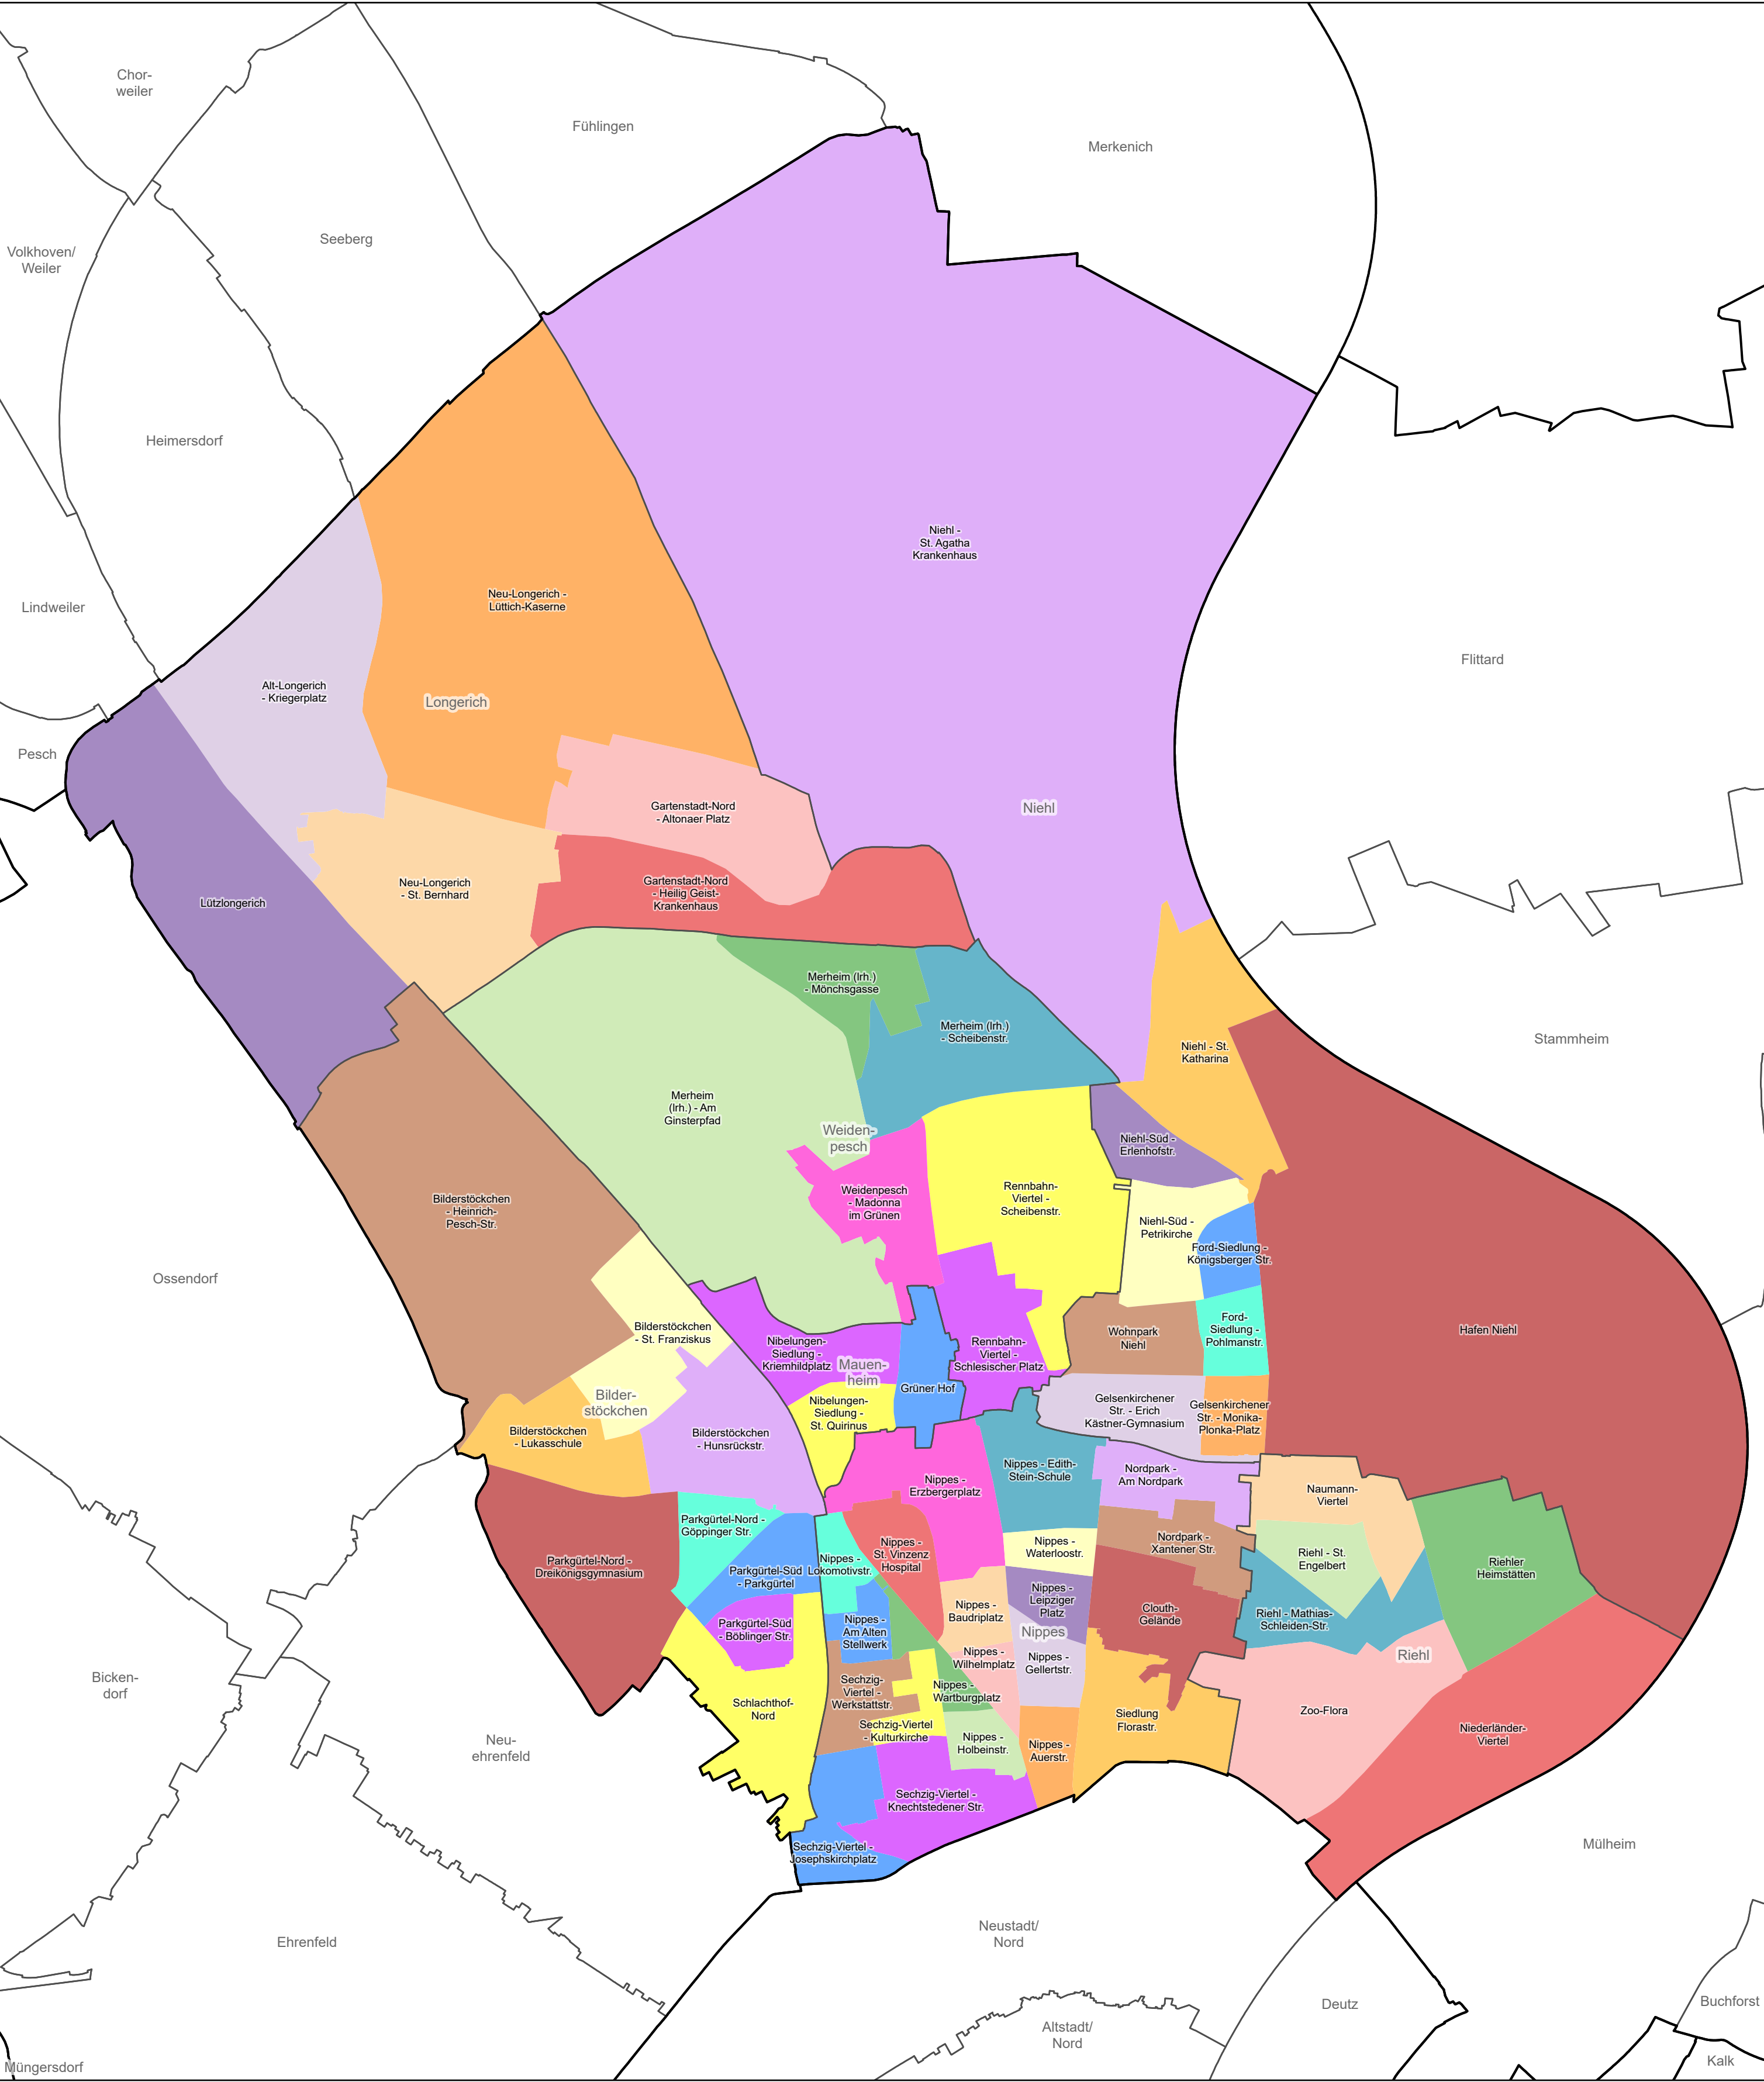 Chor-
weiler
Fühlingen
Merkenich
Seeberg
Volkhoven/
Weiler
Heimersdorf
Niehl -
St. Agatha
Krankenhaus
Lindweiler
Neu-Longerich -
Lüttich-Kaserne
Flittard
Alt-Longerich
- Kriegerplatz
Longerich
Pesch
Niehl
Gartenstadt-Nord
- Altonaer Platz
Lützlongerich
Neu-Longerich
- St. Bernhard
Gartenstadt-Nord
- Heilig Geist-
Krankenhaus
Merheim (lrh.)
- Mönchsgasse
Merheim (lrh.)
- Scheibenstr.
Niehl - St.
Katharina
Stammheim
Merheim
(lrh.) - Am
Ginsterpfad
Weiden-
pesch
Niehl-Süd -
Erlenhofstr.
Bilderstöckchen
- Heinrich-
Pesch-Str.
Weidenpesch
- Madonna
im Grünen
Rennbahn-
Viertel -
Scheibenstr.
Niehl-Süd -
Petrikirche
Ford-Siedlung -
Königsberger Str.
Ossendorf
Bilderstöckchen
- St. Franziskus
Nibelungen-
Siedlung -
Kriemhildplatz
Mauen-
heim
Rennbahn-
Viertel -
Schlesischer Platz
Wohnpark
Niehl
Ford-
Siedlung -
Pohlmanstr.
Hafen Niehl
Grüner Hof
Bilder-
stöckchen
Nibelungen-
Siedlung -
St. Quirinus
Gelsenkirchener
Str. - Erich
Kästner-Gymnasium
Gelsenkirchener
Str. - Monika-
Plonka-Platz
Bilderstöckchen
- Lukasschule
Bilderstöckchen
- Hunsrückstr.
Nippes - Edith-
Stein-Schule
Nordpark -
Am Nordpark
Nippes -
Erzbergerplatz
Naumann-
Viertel
Parkgürtel-Nord -
Göppinger Str.
Nippes -
St. Vinzenz
Hospital
Nippes -
Waterloostr.
Nordpark -
Xantener Str.
Riehl - St.
Engelbert
Riehler
Heimstätten
Parkgürtel-Nord -
Dreikönigsgymnasium
Parkgürtel-Süd
- Parkgürtel
Nippes -
Lokomotivstr.
Nippes -
Leipziger
Platz
Nippes -
Baudriplatz
Clouth-
Gelände
Riehl - Mathias-
Schleiden-Str.
Parkgürtel-Süd
- Böblinger Str.
Nippes -
Am Alten
Stellwerk
Nippes
Riehl
Nippes -
Wilhelmplatz
Nippes -
Gellertstr.
Bicken-
dorf
Sechzig-
Viertel -
Werkstattstr.
Nippes -
Wartburgplatz
Schlachthof-
Nord
Siedlung
Florastr.
Zoo-Flora
Niederländer-
Viertel
Sechzig-Viertel
- Kulturkirche
Nippes -
Holbeinstr.
Nippes -
Auerstr.
Neu-
ehrenfeld
Sechzig-Viertel -
Knechtstedener Str.
Sechzig-Viertel -
Josephskirchplatz
Mülheim
Ehrenfeld
Neustadt/
Nord
Deutz
Buchforst
Altstadt/
Nord
Müngersdorf
Kalk